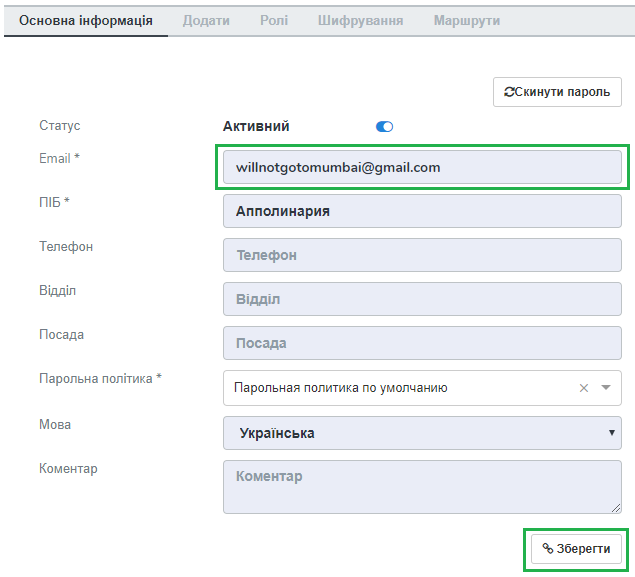 Основна інформація Додати Ролі Шифрування Маршрути
Скинути пароль
Статус Активний
Email * willnotgotomumbai@gmail.com
ПІБ * Апполинария
Телефон Телефон
Відділ Відділ
Посада Посада
Парольна політика * Парольная политика по умолчанию
Мова Українська
Коментар Коментар
Зберегти